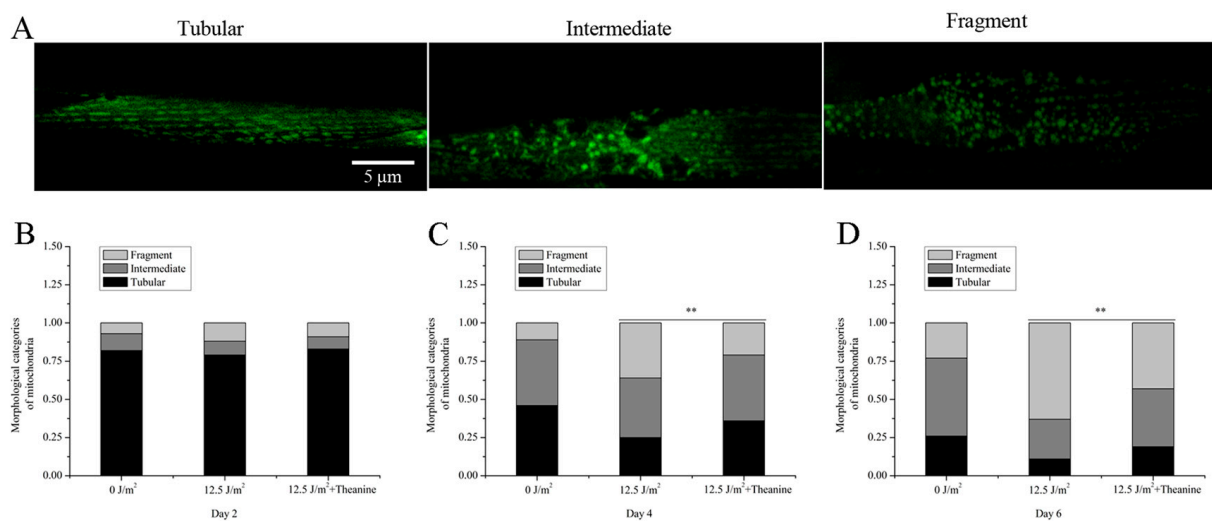 A
Tubular
Intermediate
Fragment
5 µm
B
1.50
1.25
1.00
0.75
0.50
0.25
0.00
Morphological categories
of mitochondria
Fragment
Intermediate
Tubular
0 J/m²
12.5 J/m²
12.5 J/m²+Theanine
Day 2
C
1.50
1.25
1.00
0.75
0.50
0.25
0.00
Morphological categories
of mitochondria
Fragment
Intermediate
Tubular
**
0 J/m²
12.5 J/m²
12.5 J/m²+Theanine
Day 4
D
1.50
1.25
1.00
0.75
0.50
0.25
0.00
Morphological categories
of mitochondria
Fragment
Intermediate
Tubular
**
0 J/m²
12.5 J/m²
12.5 J/m²+Theanine
Day 6